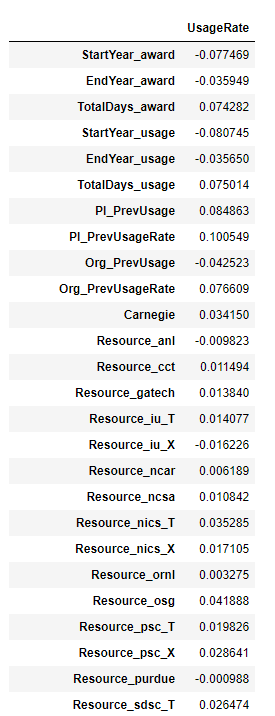 UsageRate
StartYear_award -0.077469
EndYear_award -0.035949
TotalDays_award 0.074282
StartYear_usage -0.080745
EndYear_usage -0.035650
TotalDays_usage 0.075014
PI_PrevUsage 0.084863
PI_PrevUsageRate 0.100549
Org_PrevUsage -0.042523
Org_PrevUsageRate 0.076609
Carnegie 0.034150
Resource_anl -0.009823
Resource_cct 0.011494
Resource_gatech 0.013840
Resource_iu_T 0.014077
Resource_iu_X -0.016226
Resource_ncar 0.006189
Resource_ncsa 0.010842
Resource_nics_T 0.035285
Resource_nics_X 0.017105
Resource_ornl 0.003275
Resource_osg 0.041888
Resource_psc_T 0.019826
Resource_psc_X 0.028641
Resource_purdue -0.000988
Resource_sdsc_T 0.026474